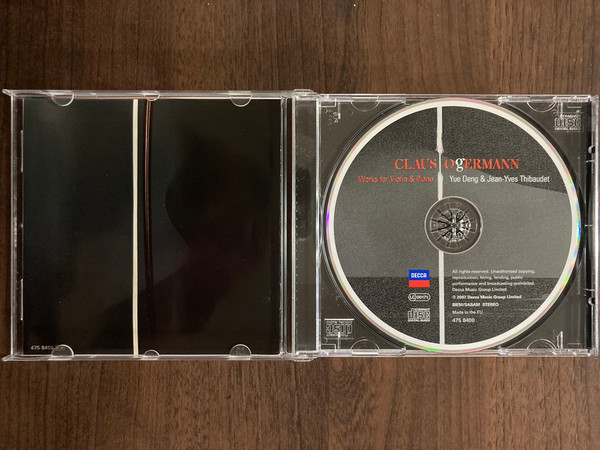 CLAUS OgERMANN
Works for Violin & Piano
Yue Deng & Jean-Yves Thibaudet
DECCA
LC 00171
All rights reserved. Unauthorised copying,
reproduction, hiring, lending, public
performance and broadcasting prohibited.
Decca Music Group Limited
℗ 2007 Decca Music Group Limited
BIEM/SABAM STEREO
Made in the EU
475 8400